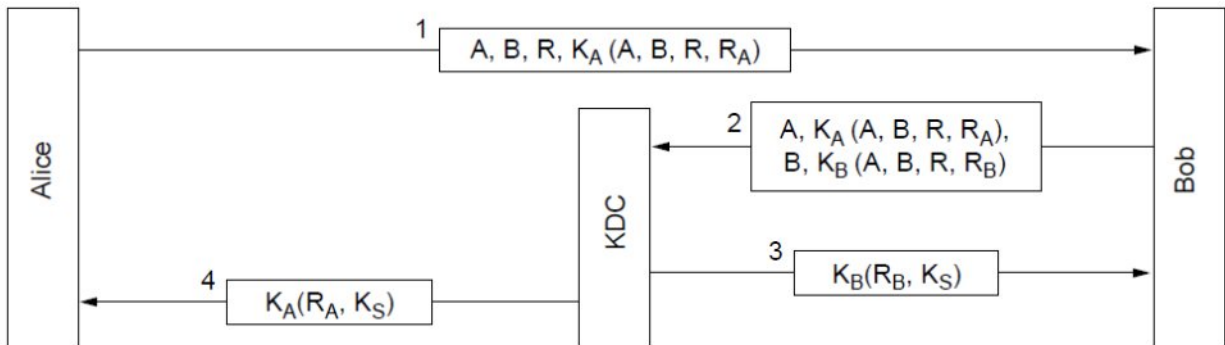 1
A, B, R, K_A (A, B, R, R_A)
Alice
2
A, K_A (A, B, R, R_A),
B, K_B (A, B, R, R_B)
KDC
Bob
3
K_B(R_B, K_S)
4
K_A(R_A, K_S)